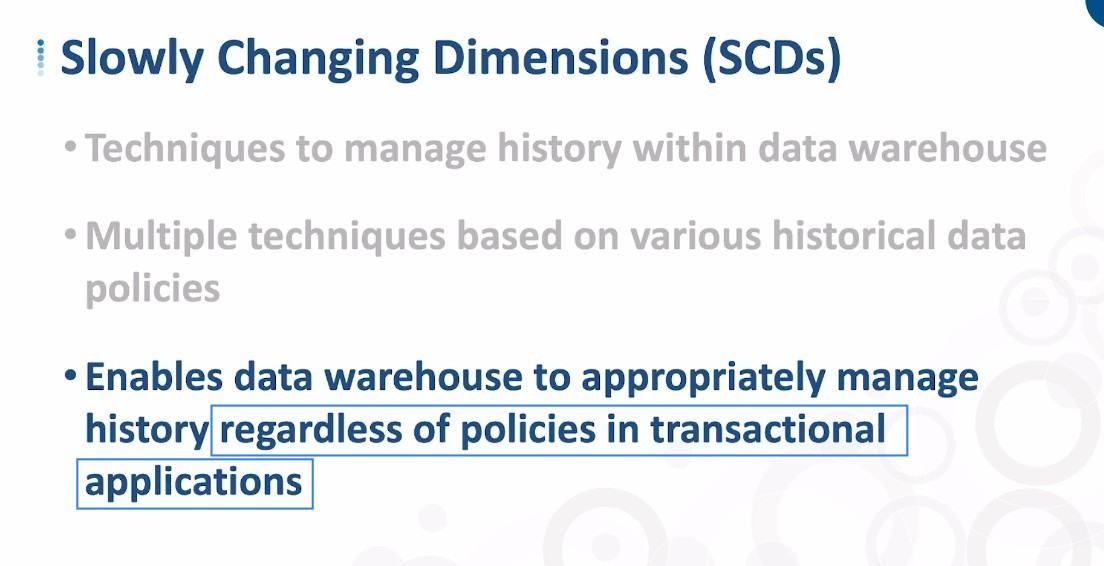 Slowly Changing Dimensions (SCDs)
• Techniques to manage history within data warehouse
• Multiple techniques based on various historical data
policies
• Enables data warehouse to appropriately manage
history regardless of policies in transactional
applications